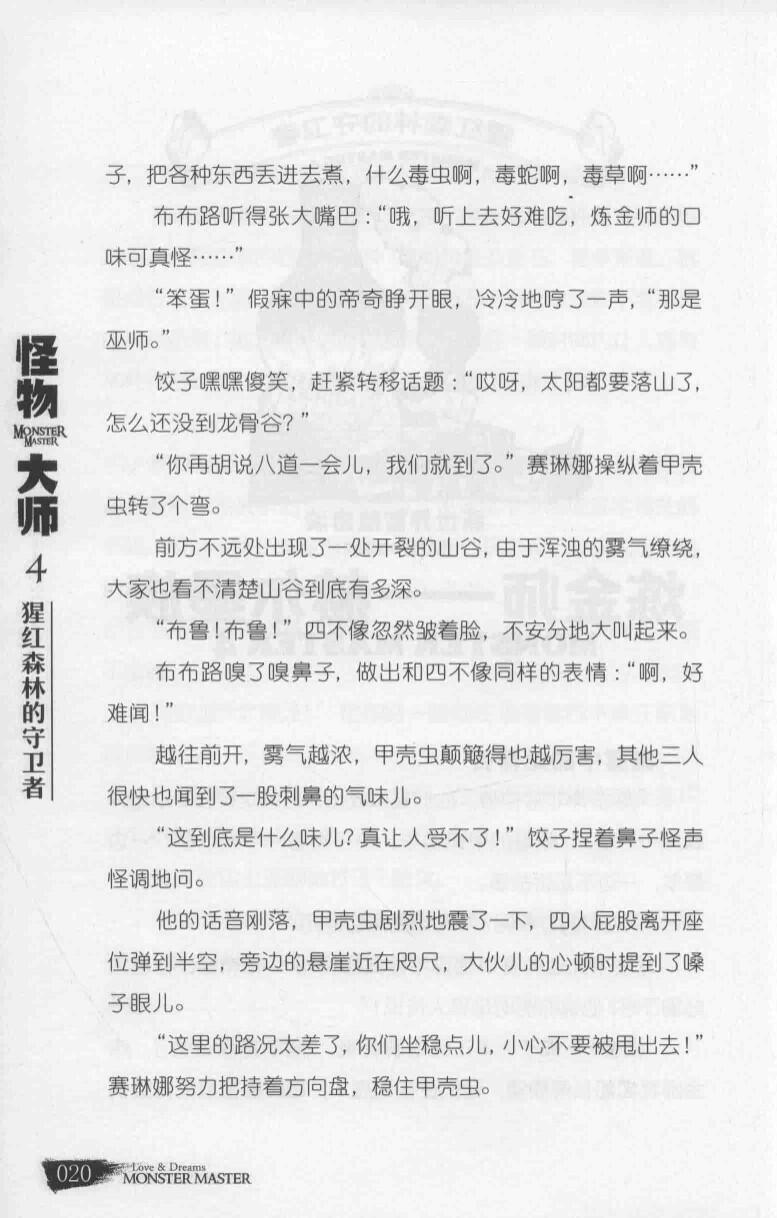 子，把各种东西丢进去煮，什么毒虫啊，毒蛇啊，毒草啊……”
布布路听得张大嘴巴：“哦，听上去好难吃，炼金师的口
味可真怪……”
“笨蛋！”假寐中的帝奇睁开眼，冷冷地哼了一声，“那是
巫师。”
饺子嘿嘿傻笑，赶紧转移话题：“哎呀，太阳都要落山了，
怎么还没到龙骨谷？”
“你再胡说八道一会儿，我们就到了。”赛琳娜操纵着甲壳
虫转了个弯。
前方不远处出现了一处开裂的山谷，由于浑浊的雾气缭绕，
大家也看不清楚山谷到底有多深。
“布鲁！布鲁！”四不像忽然皱着脸，不安分地大叫起来。
布布路嗅了嗅鼻子，做出和四不像同样的表情：“啊，好
难闻！”
越往前开，雾气越浓，甲壳虫颠簸得也越厉害，其他三人
很快也闻到了一股刺鼻的气味儿。
“这到底是什么味儿？真让人受不了！”饺子捏着鼻子怪声
怪调地问。
他的话音刚落，甲壳虫剧烈地震了一下，四人屁股离开座
位弹到半空，旁边的悬崖近在咫尺，大伙儿的心顿时提到了嗓
子眼儿。
“这里的路况太差了，你们坐稳点儿，小心不要被甩出去！”
赛琳娜努力把持着方向盘，稳住甲壳虫。
怪物
MONSTER
MASTER
大师
4
猩红森林的守卫者
020
Love & Dreams
MONSTER MASTER